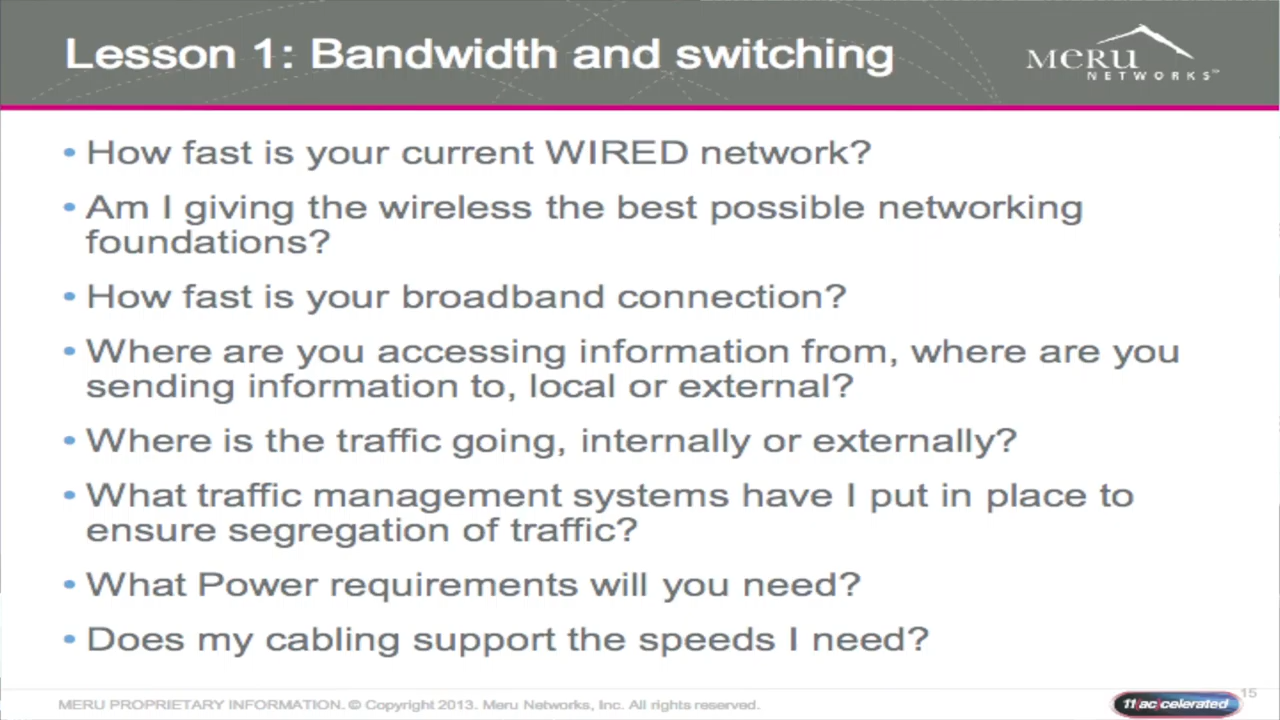 Lesson 1: Bandwidth and switching
MERU
NETWORKS℠
• How fast is your current WIRED network?
• Am I giving the wireless the best possible networking
foundations?
• How fast is your broadband connection?
• Where are you accessing information from, where are you
sending information to, local or external?
• Where is the traffic going, internally or externally?
• What traffic management systems have I put in place to
ensure segregation of traffic?
• What Power requirements will you need?
• Does my cabling support the speeds I need?
MERU PROPRIETARY INFORMATION. © Copyright 2013. Meru Networks, Inc. All rights reserved.
11(ac)celerated
15